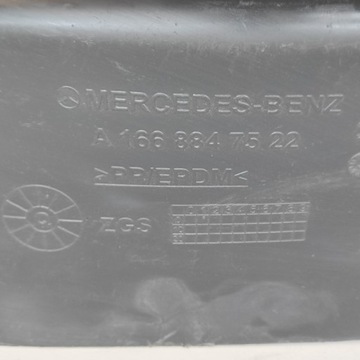 MERCEDES-BENZ
A 166 884 75 22
>PP/EPDM<
ZGS